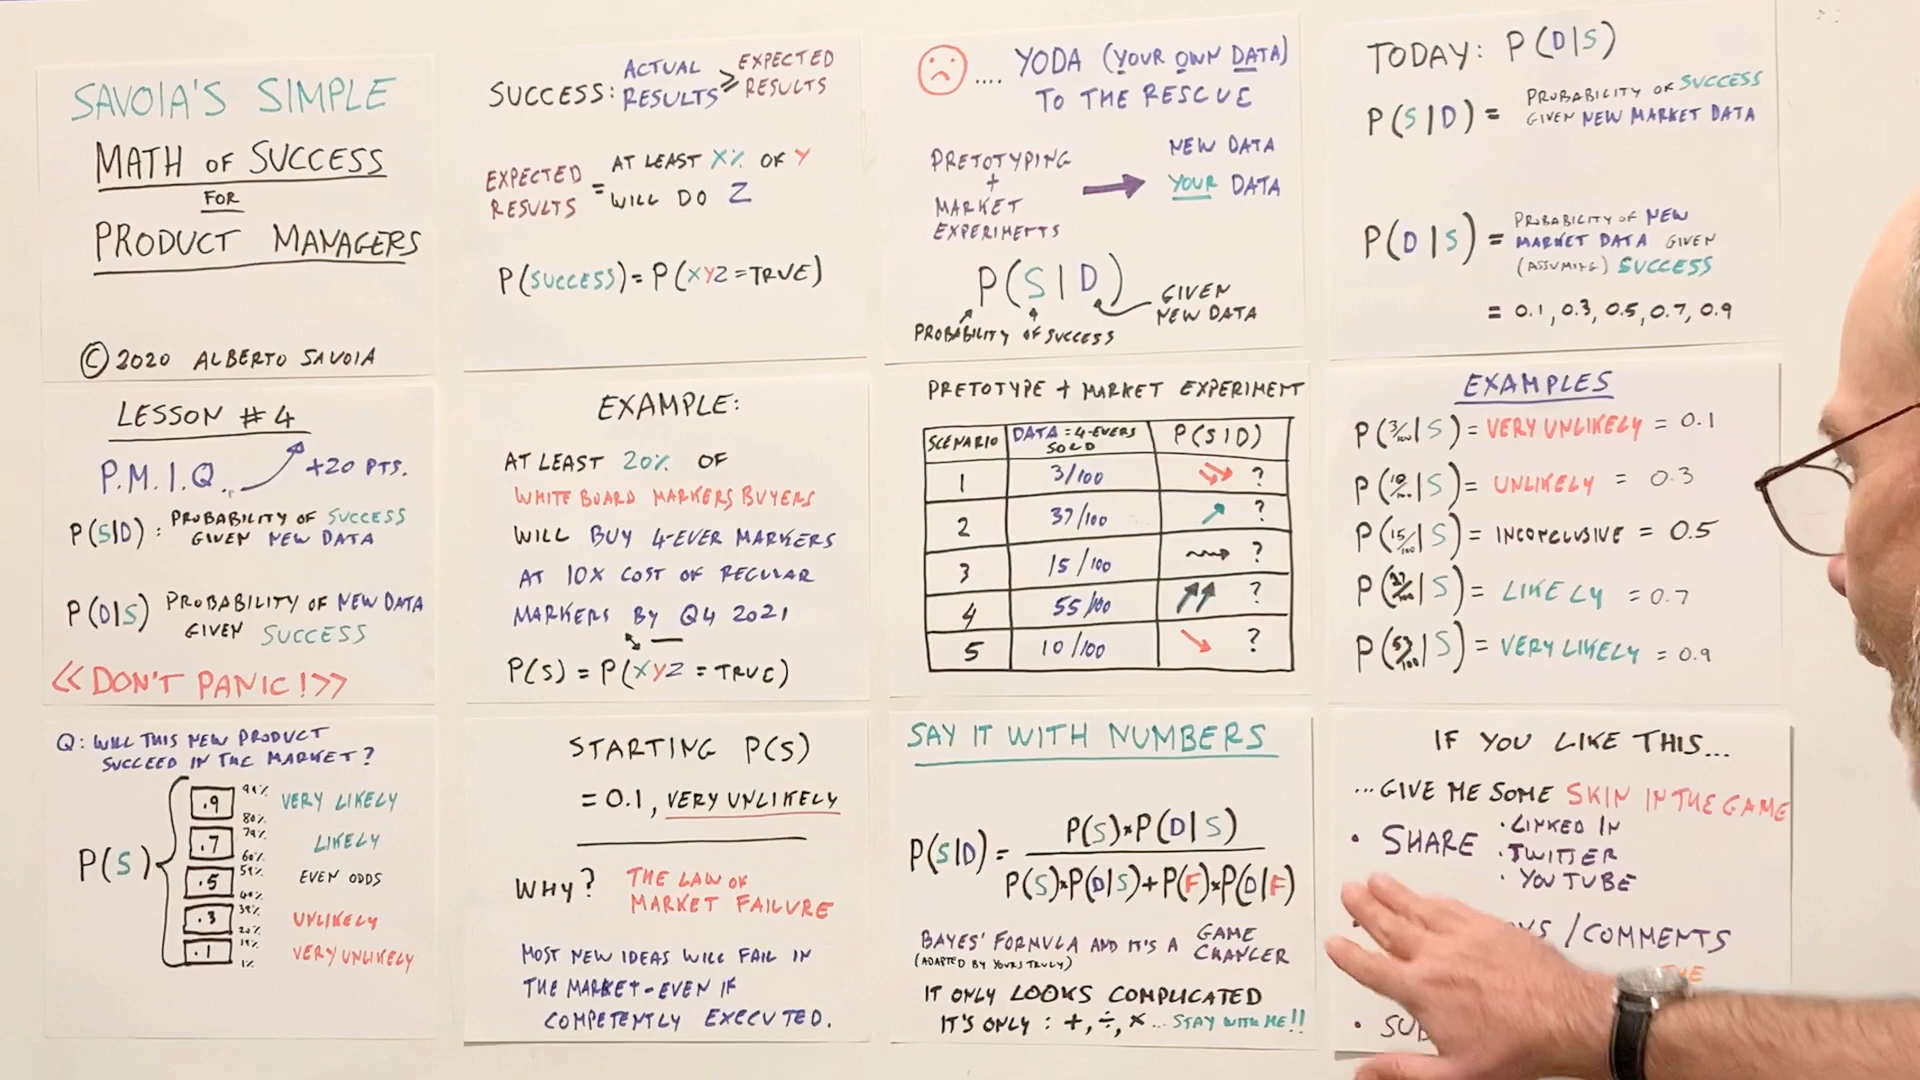 SAVOIA'S SIMPLE
MATH OF SUCCESS
FOR
PRODUCT MANAGERS
© 2020 ALBERTO SAVOIA
LESSON #4
P.M.I.Q. +20 PTS.
P(S|D) : PROBABILITY OF SUCCESS
GIVEN NEW DATA
P(D|S) PROBABILITY OF NEW DATA
GIVEN SUCCESS
<<DON'T PANIC!>>
Q: WILL THIS NEW PRODUCT
SUCCEED IN THE MARKET?
P(S)
.9 99% 80% VERY LIKELY
.7 79% 60% LIKELY
.5 59% 40% EVEN ODDS
.3 39% 20% UNLIKELY
.1 19% 1% VERY UNLIKELY
SUCCESS: ACTUAL RESULTS ≥ EXPECTED RESULTS
EXPECTED RESULTS = AT LEAST X% OF Y
WILL DO Z
P(SUCCESS) = P(XYZ = TRUE)
EXAMPLE:
AT LEAST 20% OF
WHITE BOARD MARKERS BUYERS
WILL BUY 4-EVER MARKERS
AT 10X COST OF REGULAR
MARKERS BY Q4 2021
P(S) = P(XYZ = TRUE)
STARTING P(S)
= 0.1, VERY UNLIKELY
WHY? THE LAW OF
MARKET FAILURE
MOST NEW IDEAS WILL FAIL IN
THE MARKET - EVEN IF
COMPETENTLY EXECUTED.
.... YODA (YOUR OWN DATA)
TO THE RESCUE
PRETOTYPING
+
MARKET
EXPERIMENTS
NEW DATA
YOUR DATA
P(S|D)
GIVEN
NEW DATA
PROBABILITY OF SUCCESS
PRETOTYPE + MARKET EXPERIMENT
SCENARIO DATA = 4-EVERS SOLD P(S|D)
1 3/100 ?
2 37/100 ?
3 15/100 ?
4 55/100 ?
5 10/100 ?
SAY IT WITH NUMBERS
P(S|D) = P(S)×P(D|S)
P(S)×P(D|S)+P(F)×P(D|F)
BAYES' FORMULA AND IT'S A GAME CHANGER
(ADAPTED BY YOURS TRULY)
IT ONLY LOOKS COMPLICATED
IT'S ONLY : +, ÷, × ... STAY WITH ME!!
TODAY: P(D|S)
P(S|D) = PROBABILITY OF SUCCESS
GIVEN NEW MARKET DATA
P(D|S) = PROBABILITY OF NEW
MARKET DATA GIVEN
(ASSUMING) SUCCESS
= 0.1, 0.3, 0.5, 0.7, 0.9
EXAMPLES
P(3/100|S) = VERY UNLIKELY = 0.1
P(10/100|S) = UNLIKELY = 0.3
P(15/100|S) = INCONCLUSIVE = 0.5
P( |S) = LIKELY = 0.7
P( |S) = VERY LIKELY = 0.9
IF YOU LIKE THIS...
...GIVE ME SOME SKIN IN THE GAME
• SHARE
• LINKED IN
• TWITTER
• YOUTUBE
/COMMENTS